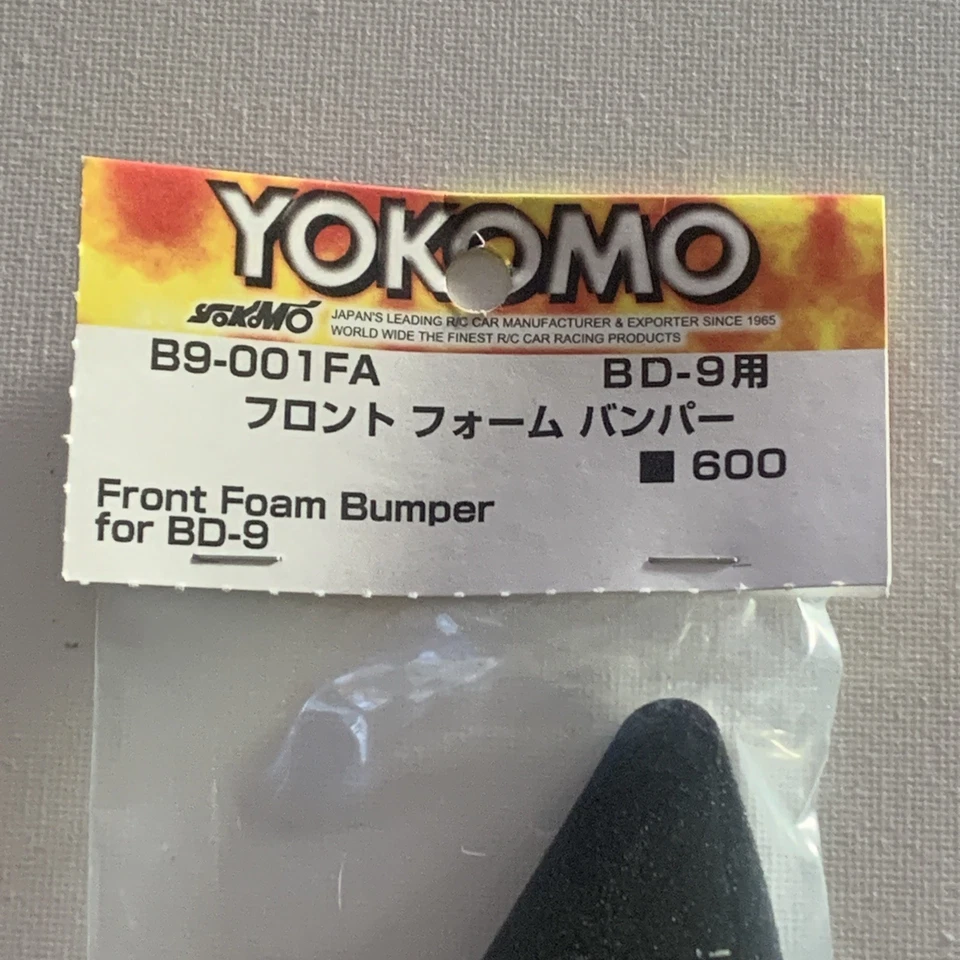 YOKOMO
YOKOMO JAPAN'S LEADING R/C CAR MANUFACTURER & EXPORTER SINCE 1965
WORLD WIDE THE FINEST R/C CAR RACING PRODUCTS
B9-001FA BD-9用
フロント フォーム バンパー
■ 600
Front Foam Bumper
for BD-9